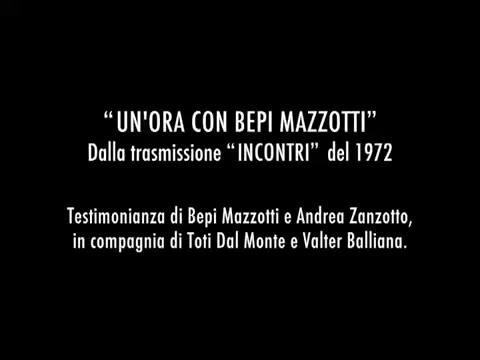 “UN'ORA CON BEPI MAZZOTTI”
Dalla trasmissione “INCONTRI” del 1972
Testimonianza di Bepi Mazzotti e Andrea Zanzotto,
in compagnia di Toti Dal Monte e Valter Balliana.